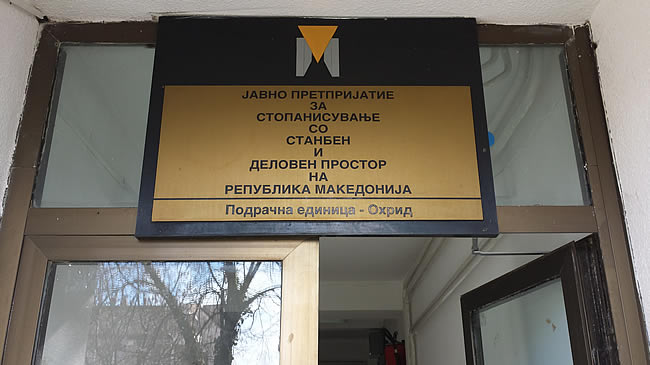 ЈАВНО ПРЕТПРИЈАТИЕ
ЗА
СТОПАНИСУВАЊЕ
СО
СТАНБЕН
И
ДЕЛОВЕН ПРОСТОР
НА
РЕПУБЛИКА МАКЕДОНИЈА
Подрачна единица - Охрид